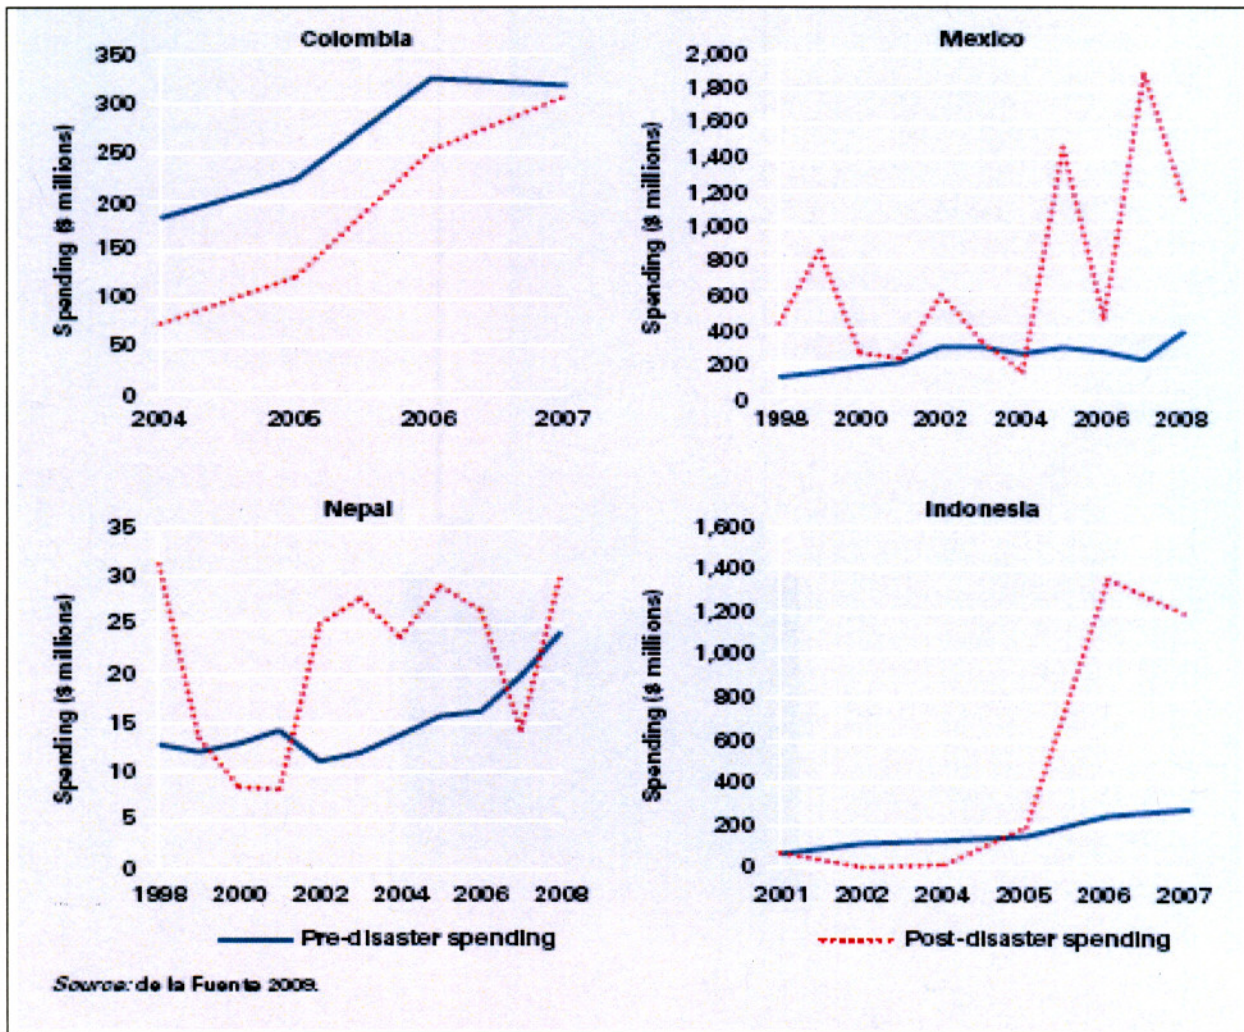 Colombia
Spending ($ millions)
350
300
250
200
150
100
50
0
2004 2005 2006 2007
Mexico
Spending ($ millions)
2,000
1,800
1,600
1,400
1,200
1,000
800
600
400
200
0
1998 2000 2002 2004 2006 2008
Nepal
Spending ($ millions)
35
30
25
20
15
10
5
0
1998 2000 2002 2004 2006 2008
Indonesia
Spending ($ millions)
1,600
1,400
1,200
1,000
800
600
400
200
0
2001 2002 2004 2005 2006 2007
Pre-disaster spending
Post-disaster spending
Source: de la Fuente 2009.